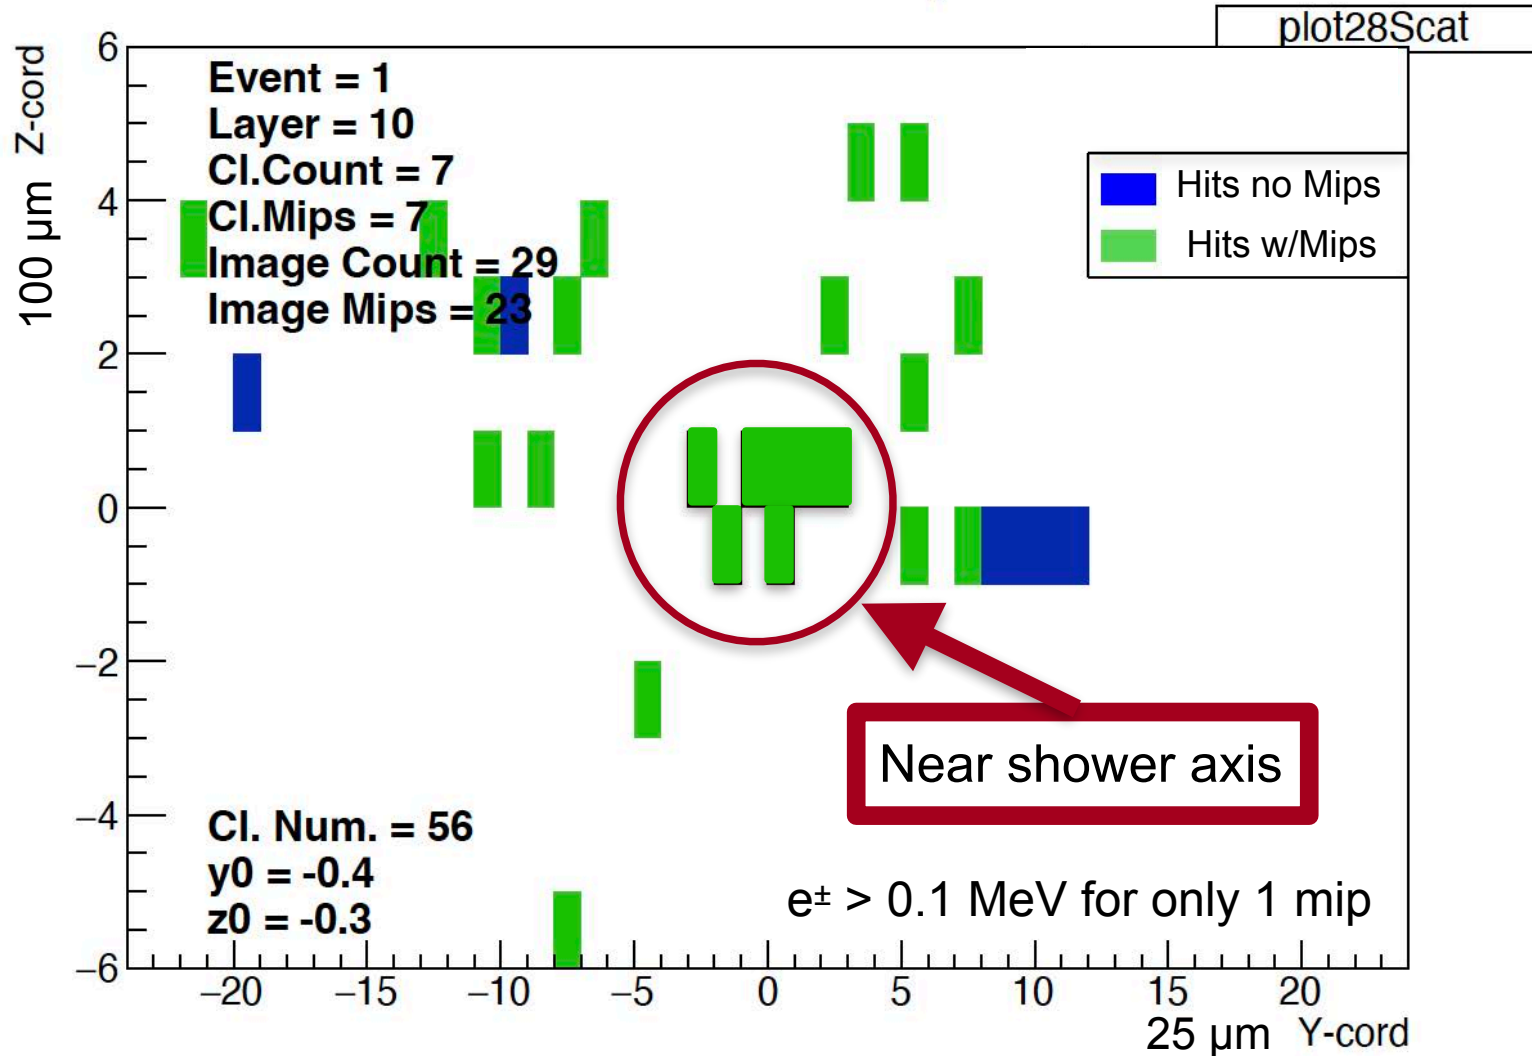 plot28Scat
6
Z-cord
100 µm
Event = 1
Layer = 10
Cl.Count = 7
Cl.Mips = 7
Image Count = 29
Image Mips = 23
Hits no Mips
Hits w/Mips
4
2
0
−2
−4
−6
Near shower axis
Cl. Num. = 56
y0 = -0.4
z0 = -0.3
e± > 0.1 MeV for only 1 mip
−20 −15 −10 −5 0 5 10 15 20
25 µm Y-cord